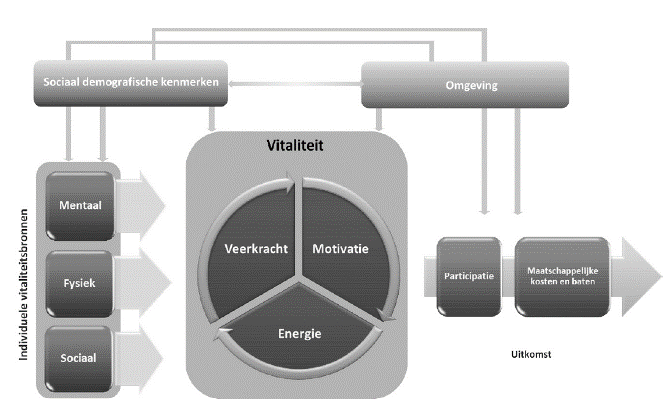 Sociaal demografische kenmerken
Omgeving
Vitaliteit
Individuele vitaliteitsbronnen
Mentaal
Fysiek
Sociaal
Veerkracht
Motivatie
Energie
Participatie
Maatschappelijke
kosten en baten
Uitkomst